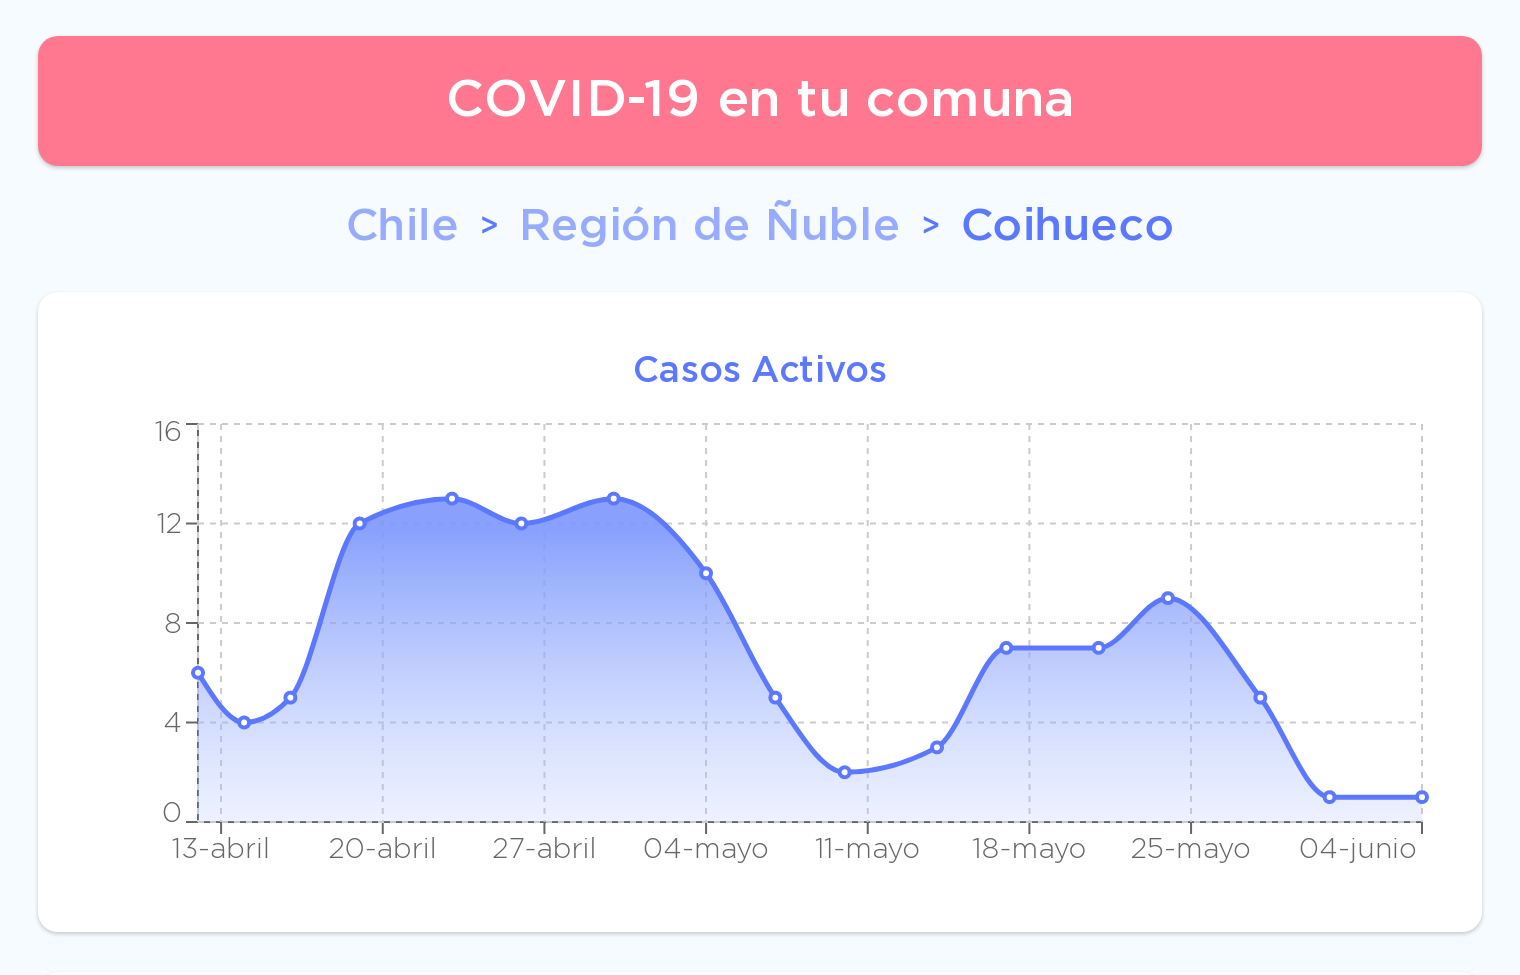 COVID-19 en tu comuna
Chile > Región de Ñuble > Coihueco
Casos Activos
16
12
8
4
0
13-abril 20-abril 27-abril 04-mayo 11-mayo 18-mayo 25-mayo 04-junio